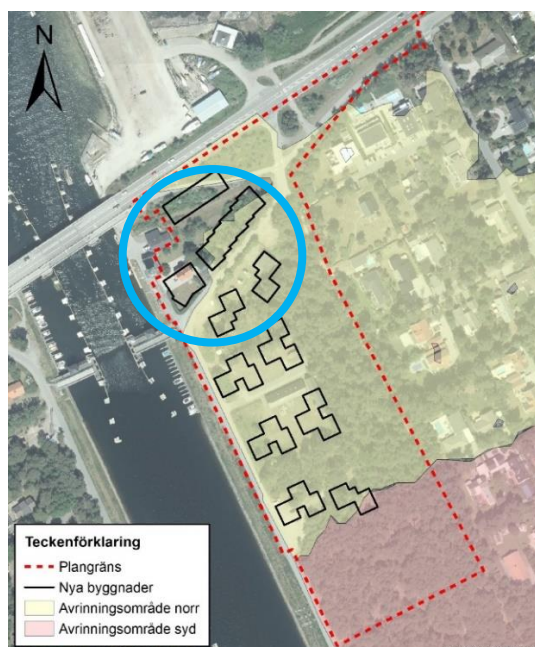 N
Teckenförklaring
Plangräns
Nya byggnader
Avrinningsområde norr
Avrinningsområde syd